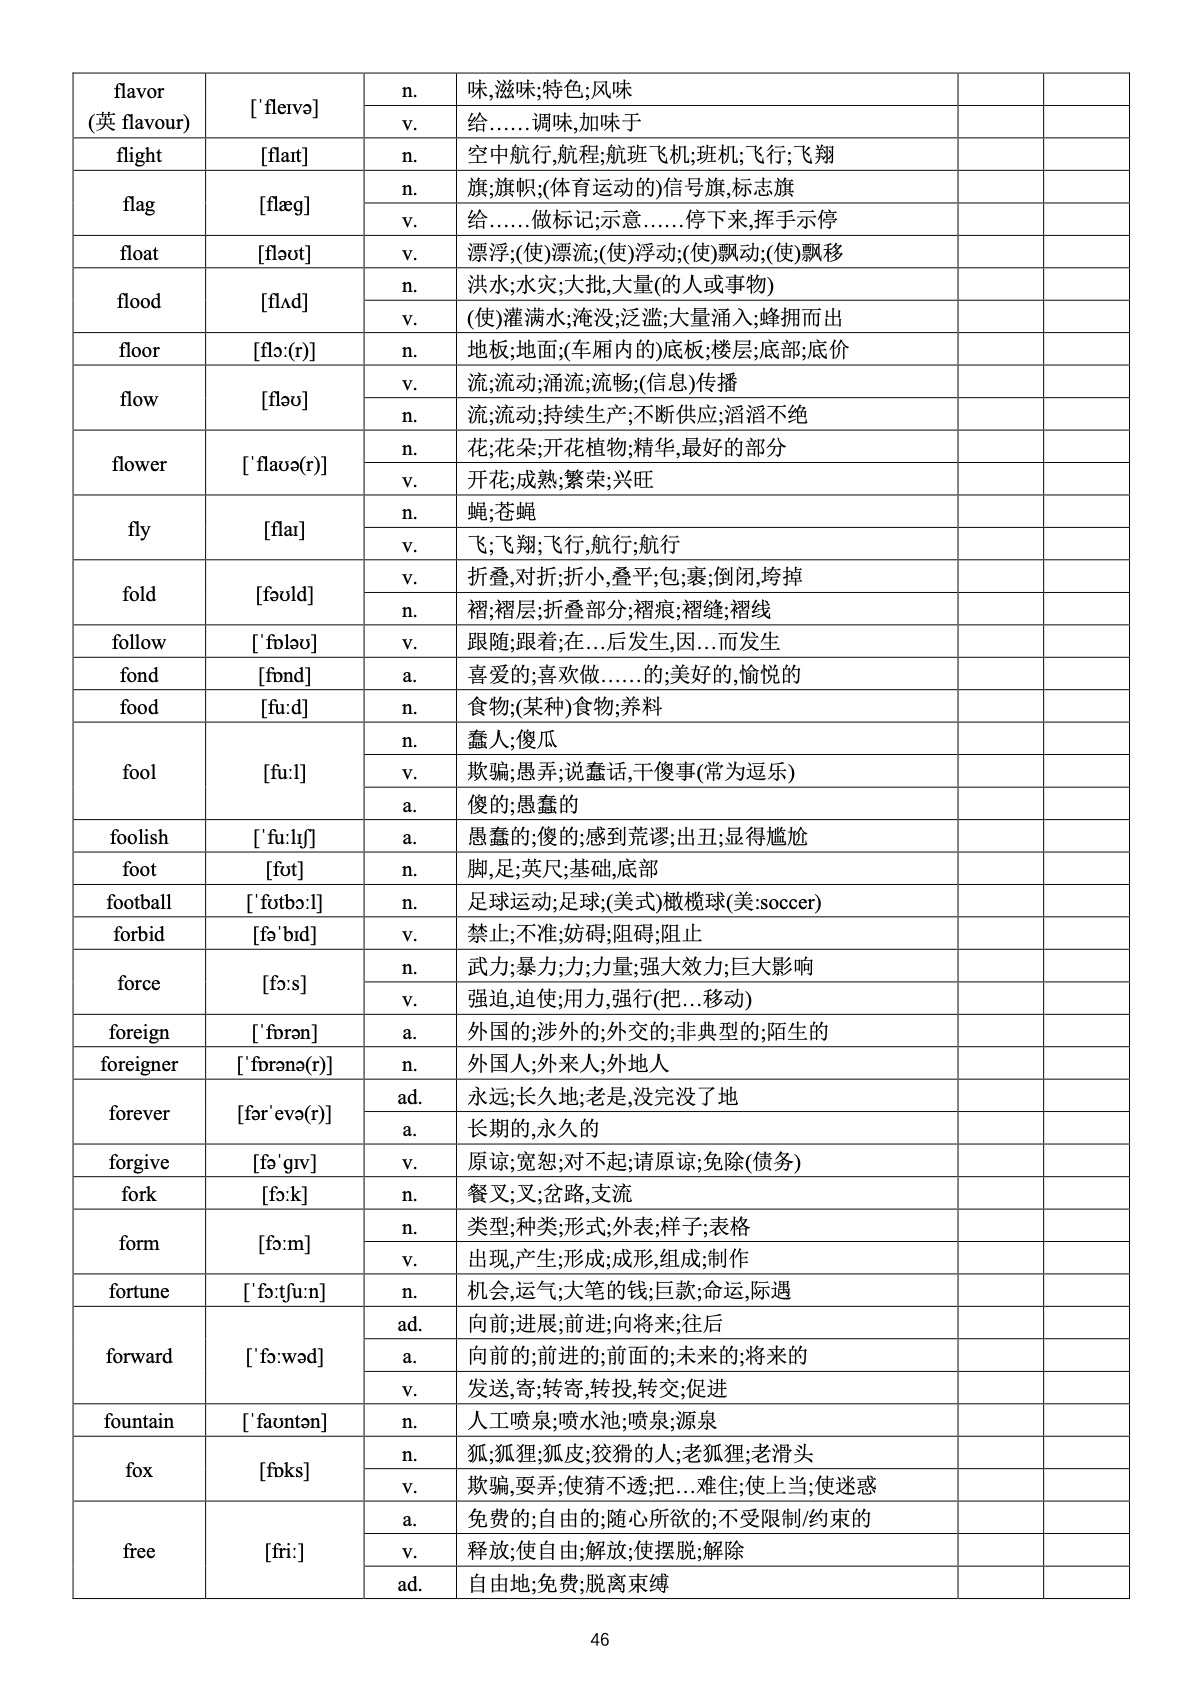 flavor
(英 flavour) [ˈfleɪvə] n. 味,滋味;特色;风味
v. 给……调味,加味于
flight [flaɪt] n. 空中航行,航程;航班飞机;班机;飞行;飞翔
flag [flæɡ] n. 旗;旗帜;(体育运动的)信号旗,标志旗
v. 给……做标记;示意……停下来,挥手示停
float [fləʊt] v. 漂浮;(使)漂流;(使)浮动;(使)飘动;(使)飘移
flood [flʌd] n. 洪水;水灾;大批,大量(的人或事物)
v. (使)灌满水;淹没;泛滥;大量涌入;蜂拥而出
floor [flɔː(r)] n. 地板;地面;(车厢内的)底板;楼层;底部;底价
flow [fləʊ] v. 流;流动;涌流;流畅;(信息)传播
n. 流;流动;持续生产;不断供应;滔滔不绝
flower [ˈflaʊə(r)] n. 花;花朵;开花植物;精华,最好的部分
v. 开花;成熟;繁荣;兴旺
fly [flaɪ] n. 蝇;苍蝇
v. 飞;飞翔;飞行,航行;航行
fold [fəʊld] v. 折叠,对折;折小,叠平;包;裹;倒闭,垮掉
n. 褶;褶层;折叠部分;褶痕;褶缝;褶线
follow [ˈfɒləʊ] v. 跟随;跟着;在…后发生,因…而发生
fond [fɒnd] a. 喜爱的;喜欢做……的;美好的,愉悦的
food [fuːd] n. 食物;(某种)食物;养料
fool [fuːl] n. 蠢人;傻瓜
v. 欺骗;愚弄;说蠢话,干傻事(常为逗乐)
a. 傻的;愚蠢的
foolish [ˈfuːlɪʃ] a. 愚蠢的;傻的;感到荒谬;出丑;显得尴尬
foot [fʊt] n. 脚,足;英尺;基础,底部
football [ˈfʊtbɔːl] n. 足球运动;足球;(美式)橄榄球(美:soccer)
forbid [fəˈbɪd] v. 禁止;不准;妨碍;阻碍;阻止
force [fɔːs] n. 武力;暴力;力;力量;强大效力;巨大影响
v. 强迫,迫使;用力,强行(把…移动)
foreign [ˈfɒrən] a. 外国的;涉外的;外交的;非典型的;陌生的
foreigner [ˈfɒrənə(r)] n. 外国人;外来人;外地人
forever [fərˈevə(r)] ad. 永远;长久地;老是,没完没了地
a. 长期的,永久的
forgive [fəˈɡɪv] v. 原谅;宽恕;对不起;请原谅;免除(债务)
fork [fɔːk] n. 餐叉;叉;岔路,支流
form [fɔːm] n. 类型;种类;形式;外表;样子;表格
v. 出现,产生;形成;成形,组成;制作
fortune [ˈfɔːtʃuːn] n. 机会,运气;大笔的钱;巨款;命运,际遇
forward [ˈfɔːwəd] ad. 向前;进展;前进;向将来;往后
a. 向前的;前进的;前面的;未来的;将来的
v. 发送,寄;转寄,转投,转交;促进
fountain [ˈfaʊntən] n. 人工喷泉;喷水池;喷泉;源泉
fox [fɒks] n. 狐;狐狸;狐皮;狡猾的人;老狐狸;老滑头
v. 欺骗,耍弄;使猜不透;把…难住;使上当;使迷惑
free [friː] a. 免费的;自由的;随心所欲的;不受限制/约束的
v. 释放;使自由;解放;使摆脱;解除
ad. 自由地;免费;脱离束缚
46